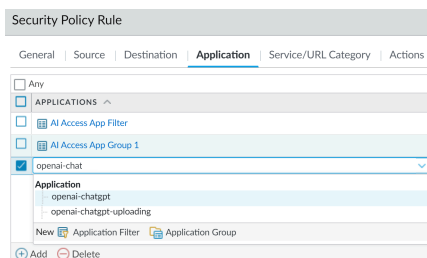 Security Policy Rule
General | Source | Destination | Application | Service/URL Category | Actions
Any
APPLICATIONS
AI Access App Filter
AI Access App Group 1
openai-chat
Application
openai-chatgpt
openai-chatgpt-uploading
New Application Filter Application Group
Add Delete